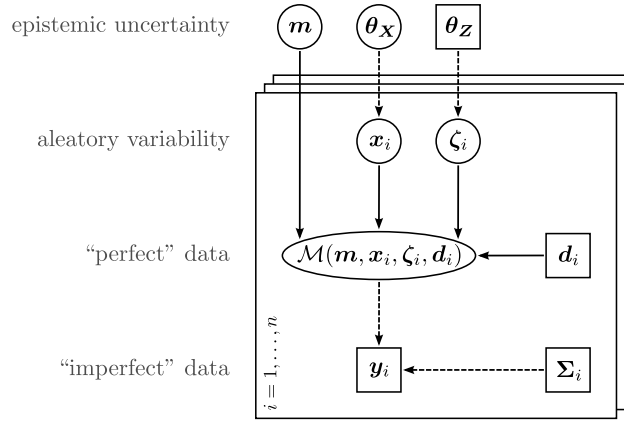 epistemic uncertainty m θ_X θ_Z
aleatory variability x_i ζ_i
“perfect” data ℳ(m, x_i, ζ_i, d_i) d_i
i = 1, . . . , n
“imperfect” data y_i Σ_i